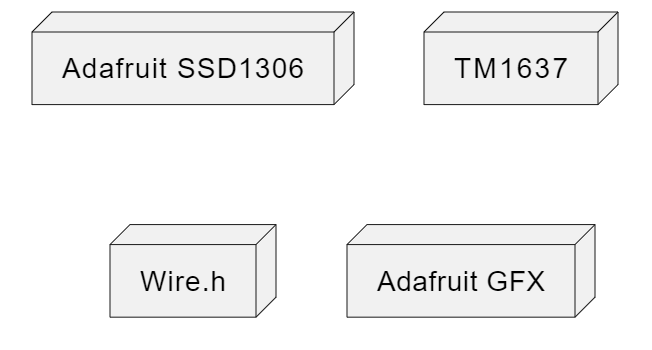 Adafruit SSD1306
TM1637
Wire.h
Adafruit GFX